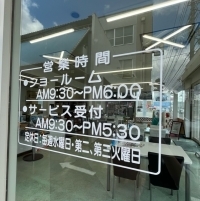 営業時間
●ショールーム
AM9:30～PM6:00
●サービス受付
AM9:30～PM5:30
定休日：毎週水曜日・第二、第三火曜日